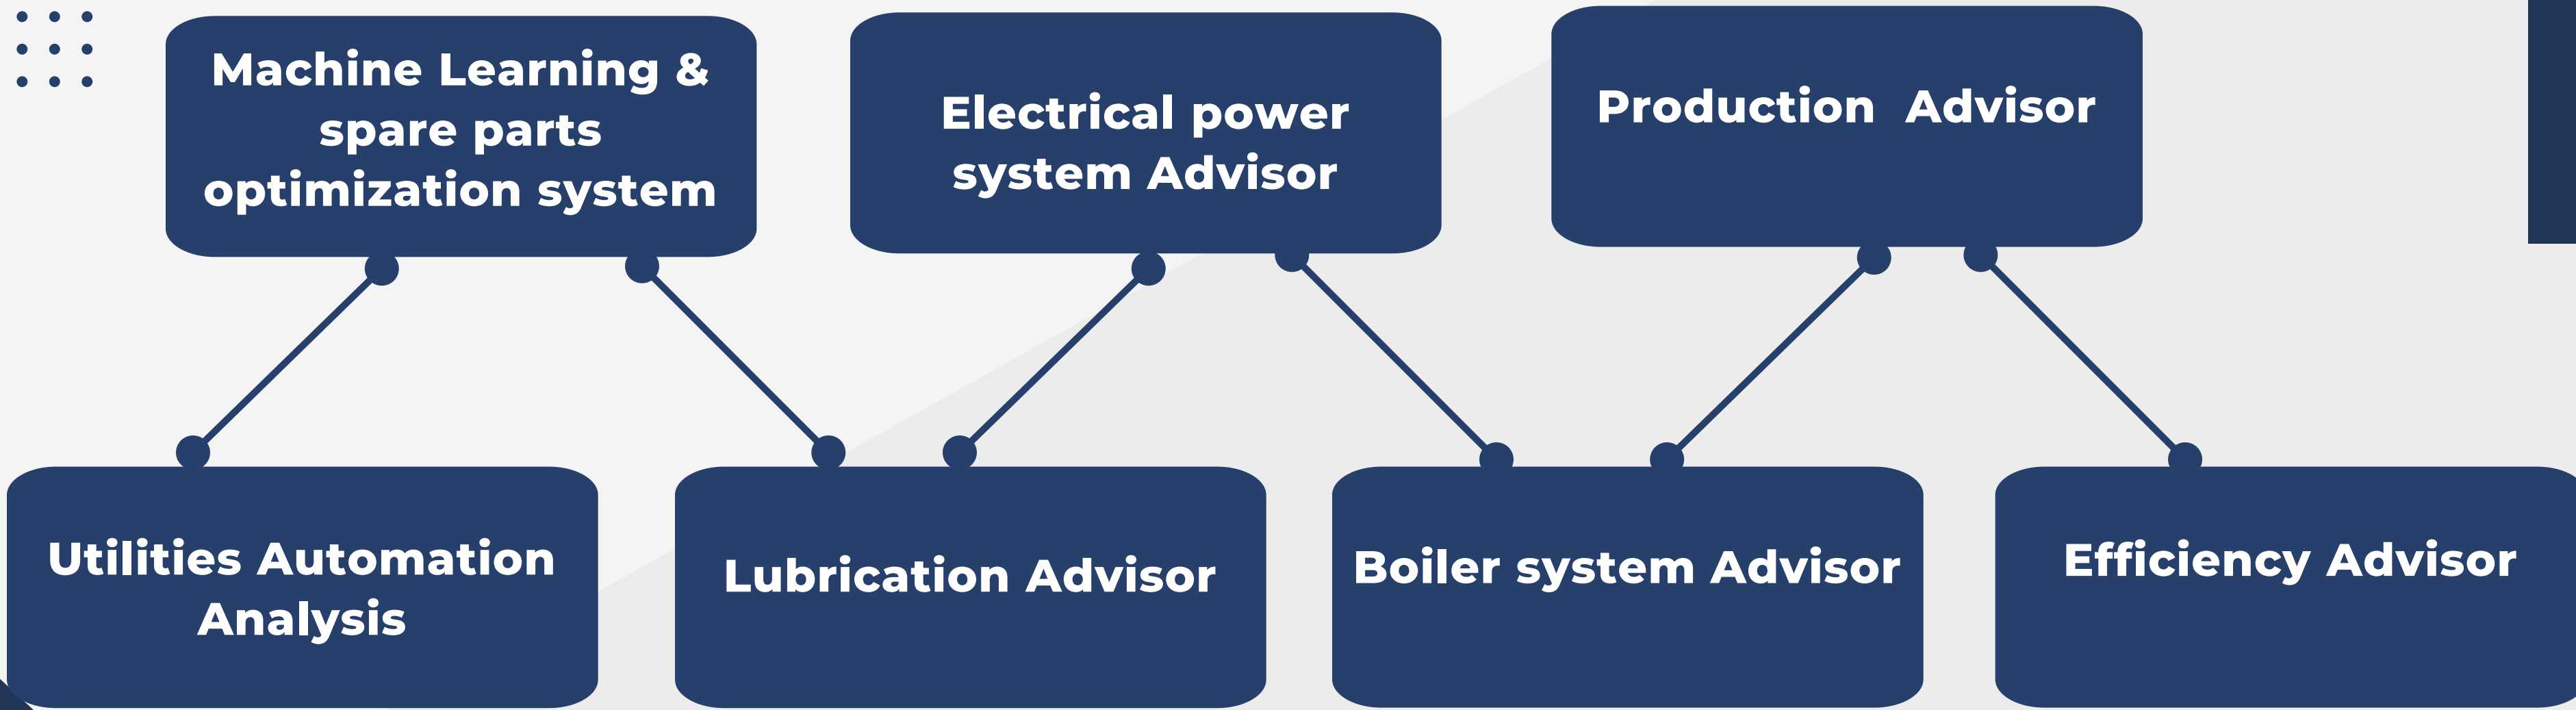 Machine Learning &
spare parts
optimization system
Electrical power
system Advisor
Production  Advisor
Utilities Automation
Analysis
Lubrication Advisor
Boiler system Advisor
Efficiency Advisor